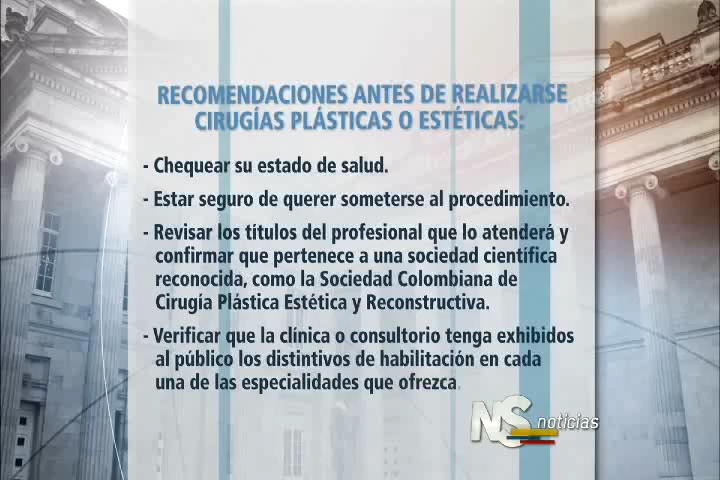 RECOMENDACIONES ANTES DE REALIZARSE
CIRUGÍAS PLÁSTICAS O ESTÉTICAS:
- Chequear su estado de salud.
- Estar seguro de querer someterse al procedimiento.
- Revisar los títulos del profesional que lo atenderá y
confirmar que pertenece a una sociedad científica
reconocida, como la Sociedad Colombiana de
Cirugía Plástica Estética y Reconstructiva.
- Verificar que la clínica o consultorio tenga exhibidos
al público los distintivos de habilitación en cada
una de las especialidades que ofrezca.
NS noticias